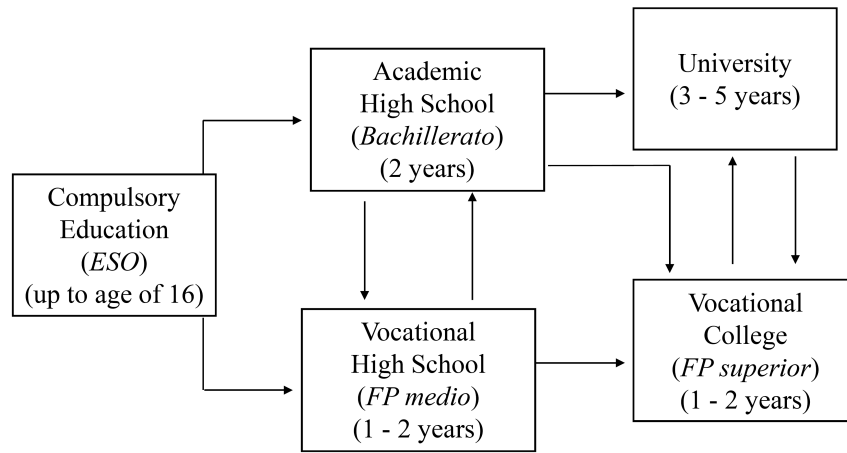 Compulsory
Education
(ESO)
(up to age of 16)
Academic
High School
(Bachillerato)
(2 years)
Vocational
High School
(FP medio)
(1 - 2 years)
University
(3 - 5 years)
Vocational
College
(FP superior)
(1 - 2 years)